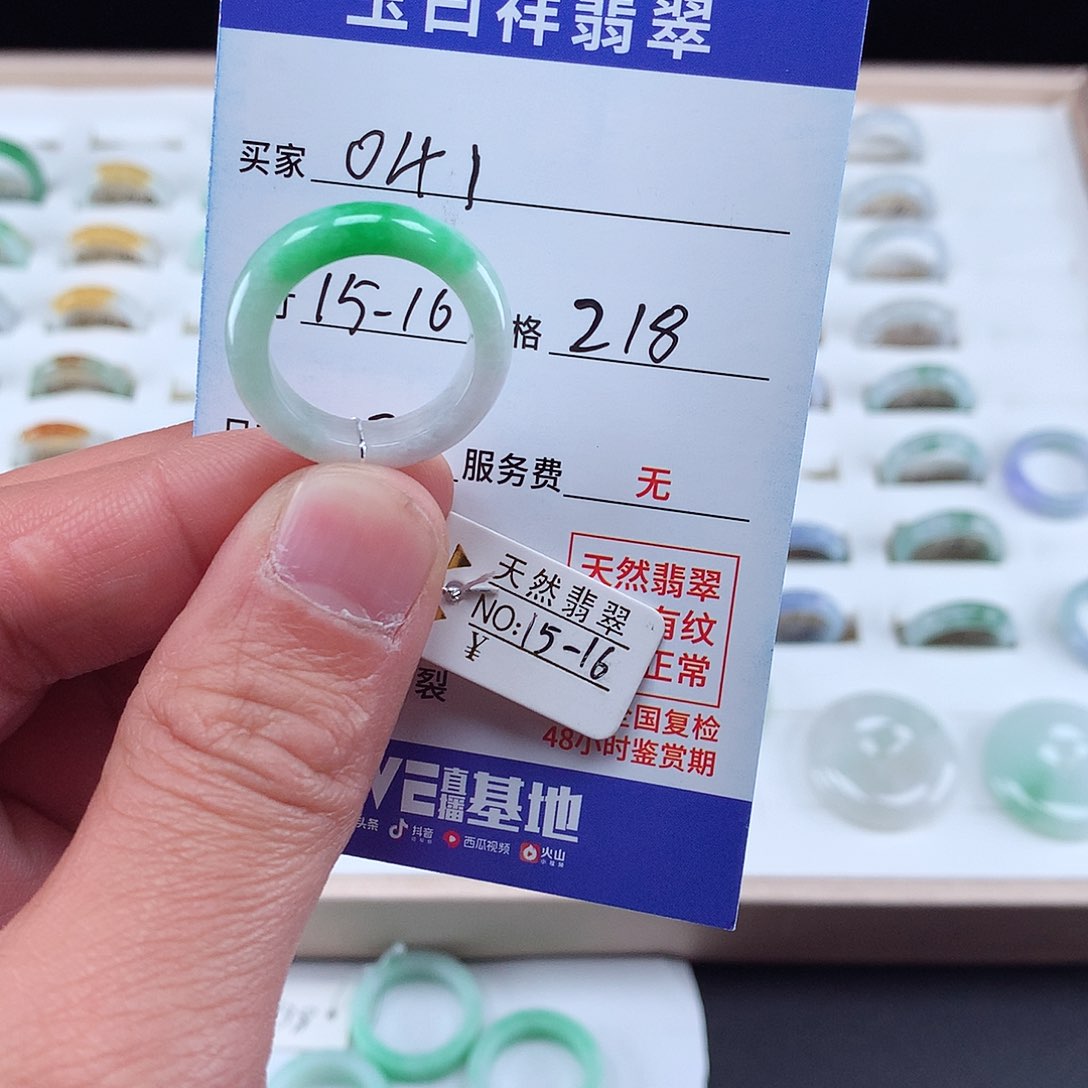 玉白祥翡翠
买家 041
15-16 格 218
服务费 无
天然翡翠
有纹
正常
天然翡翠
NO:15-16
¥
裂
全国复检
48小时鉴赏期
VE直播基地
头条 抖音 西瓜视频 火山